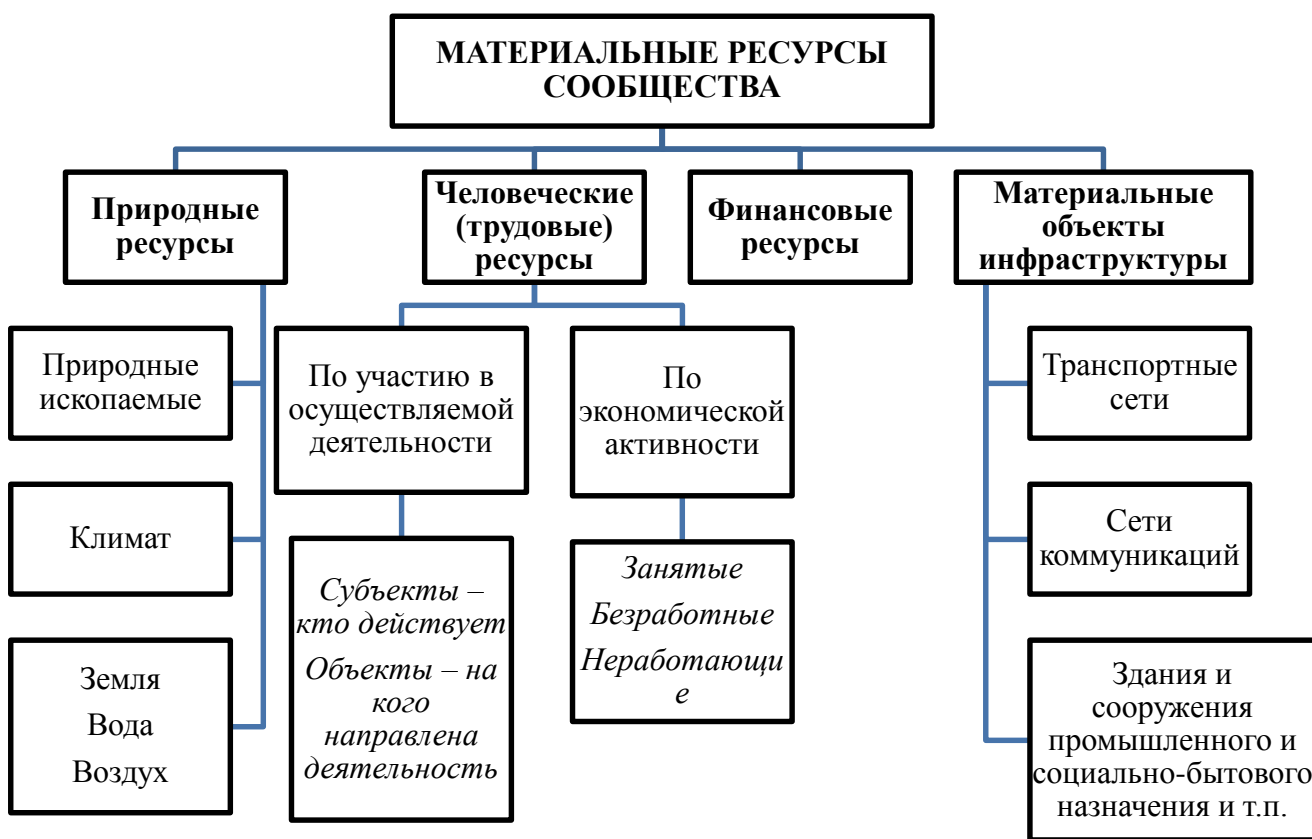 МАТЕРИАЛЬНЫЕ РЕСУРСЫ
СООБЩЕСТВА
Природные
ресурсы
Человеческие
(трудовые)
ресурсы
Финансовые
ресурсы
Материальные
объекты
инфраструктуры
Природные
ископаемые
Климат
Земля
Вода
Воздух
По участию в
осуществляемой
деятельности
Субъекты –
кто действует
Объекты – на
кого
направлена
деятельность
По
экономической
активности
Занятые
Безработные
Неработающи
е
Транспортные
сети
Сети
коммуникаций
Здания и
сооружения
промышленного и
социально-бытового
назначения и т.п.